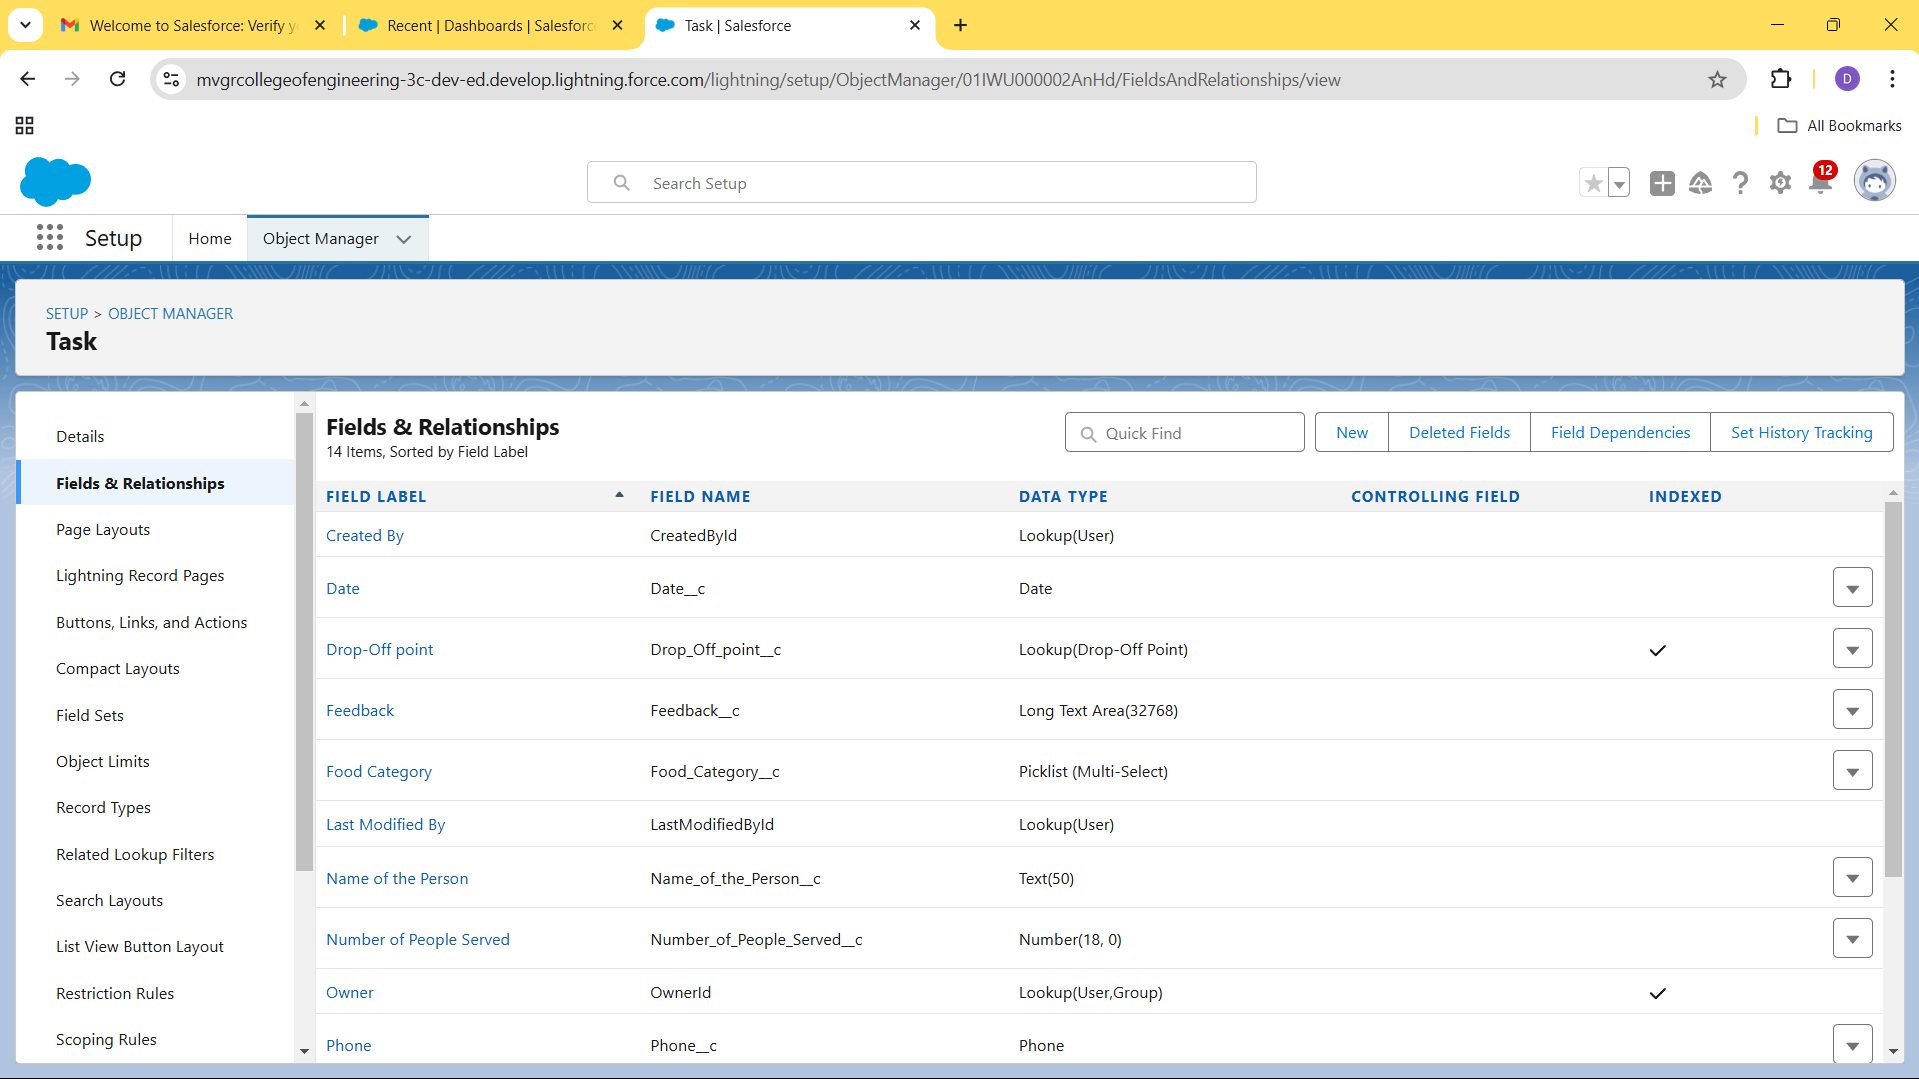 Welcome to Salesforce: Verify y
Recent | Dashboards | Salesforc
Task | Salesforce
mvgrcollegeofengineering-3c-dev-ed.develop.lightning.force.com/lightning/setup/ObjectManager/01IWU000002AnHd/FieldsAndRelationships/view
D
All Bookmarks
Search Setup
12
Setup
Home
Object Manager
SETUP > OBJECT MANAGER
Task
Details
Fields & Relationships
Page Layouts
Lightning Record Pages
Buttons, Links, and Actions
Compact Layouts
Field Sets
Object Limits
Record Types
Related Lookup Filters
Search Layouts
List View Button Layout
Restriction Rules
Scoping Rules
Fields & Relationships
14 Items, Sorted by Field Label
Quick Find
New
Deleted Fields
Field Dependencies
Set History Tracking
FIELD LABEL FIELD NAME DATA TYPE CONTROLLING FIELD INDEXED
Created By CreatedById Lookup(User)
Date Date__c Date
Drop-Off point Drop_Off_point__c Lookup(Drop-Off Point)
Feedback Feedback__c Long Text Area(32768)
Food Category Food_Category__c Picklist (Multi-Select)
Last Modified By LastModifiedById Lookup(User)
Name of the Person Name_of_the_Person__c Text(50)
Number of People Served Number_of_People_Served__c Number(18, 0)
Owner OwnerId Lookup(User,Group)
Phone Phone__c Phone